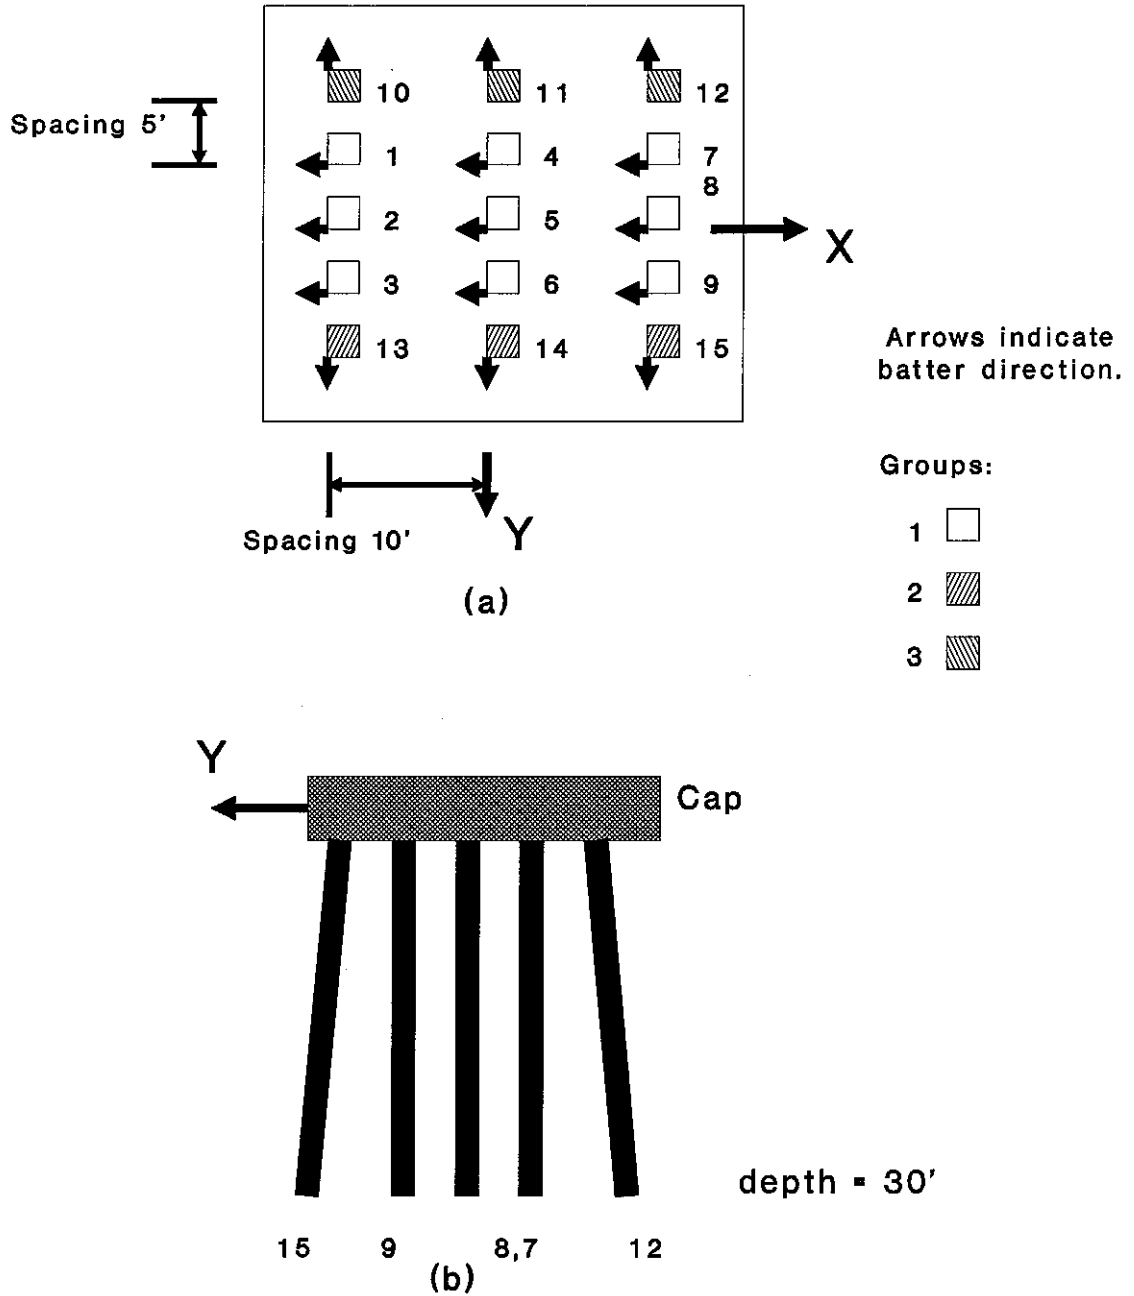 10 11 12
Spacing 5'
1 4 7
8
2 5
X
3 6 9
13 14 15
Arrows indicate
batter direction.
Groups:
1
2
3
Spacing 10'
Y
(a)
Y
Cap
depth = 30'
15 9 8,7 12
(b)